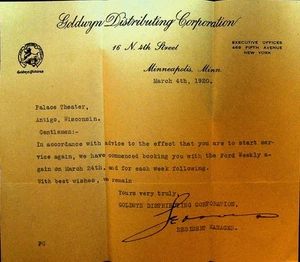 Goldwyn Distributing Corporation
16 N. 4th Street
EXECUTIVE OFFICES
469 FIFTH AVENUE
NEW YORK
Minneapolis, Minn.
March 4th, 1920.
Palace Theater,
Antigo, Wisconsin.
Gentlemen:-
In accordance with advice to the effect that you are to start
service again, we have commenced booking you with the Ford Weekly a-
gain on March 24th, and for each week following.
With best wishes, we remain
Yours very truly,
GOLDWYN DISTRIBUTING CORPORATION,
RESIDENT MANAGER.
FG